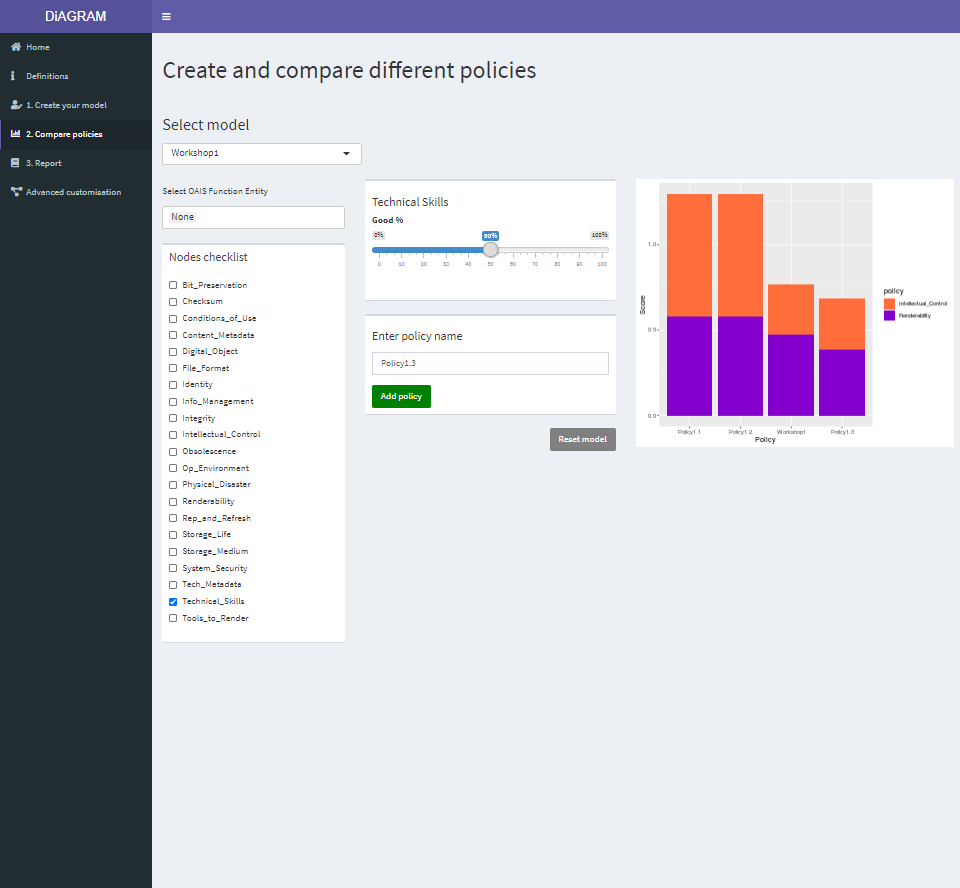 DiAGRAM
Home
Definitions
1. Create your model
2. Compare policies
3. Report
Advanced customisation
Create and compare different policies
Select model
Workshop1
Select OAIS Function Entity
None
Nodes checklist
Bit_Preservation
Checksum
Conditions_of_Use
Content_Metadata
Digital_Object
File_Format
Identity
Info_Management
Integrity
Intellectual_Control
Obsolescence
Op_Environment
Physical_Disaster
Renderability
Rep_and_Refresh
Storage_Life
Storage_Medium
System_Security
Tech_Metadata
Technical_Skills
Tools_to_Render
Technical Skills
Good %
0% 50% 100%
0 10 20 30 40 50 60 70 80 90 100
Enter policy name
Policy1.3
Add policy
Reset model
Score
1.0
0.5
0.0
Policy1.1 Policy1.2 Workshop1 Policy1.3
Policy
policy
Intellectual_Control
Renderability